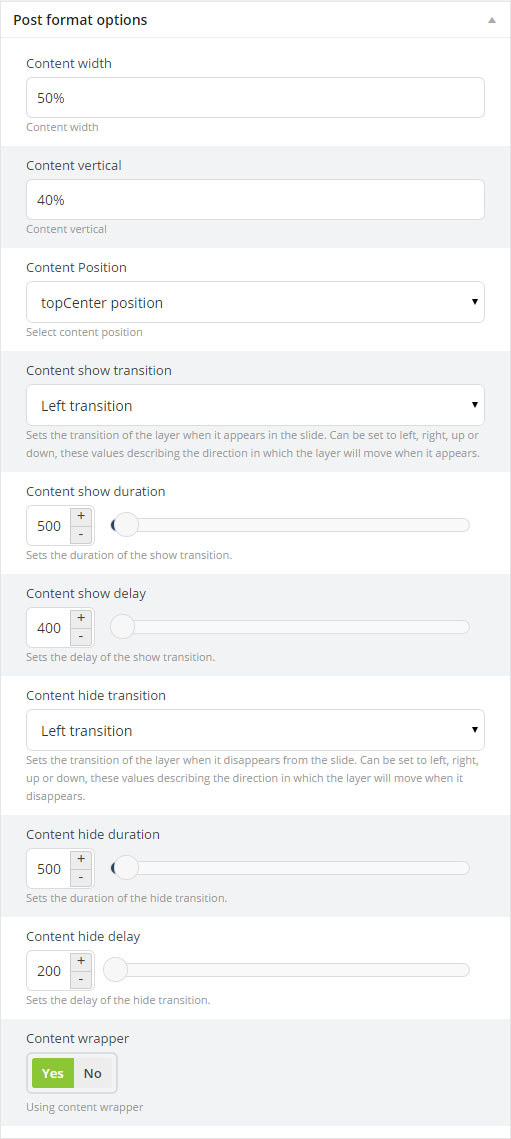 Post format options
Content width
50%
Content width
Content vertical
40%
Content vertical
Content Position
topCenter position
Select content position
Content show transition
Left transition
Sets the transition of the layer when it appears in the slide. Can be set to left, right, up or
down, these values describing the direction in which the layer will move when it appears.
Content show duration
500 + -
Sets the duration of the show transition.
Content show delay
400 + -
Sets the delay of the show transition.
Content hide transition
Left transition
Sets the transition of the layer when it disappears from the slide. Can be set to left, right,
up or down, these values describing the direction in which the layer will move when it
disappears.
Content hide duration
500 + -
Sets the duration of the hide transition.
Content hide delay
200 + -
Sets the delay of the hide transition.
Content wrapper
Yes No
Using content wrapper